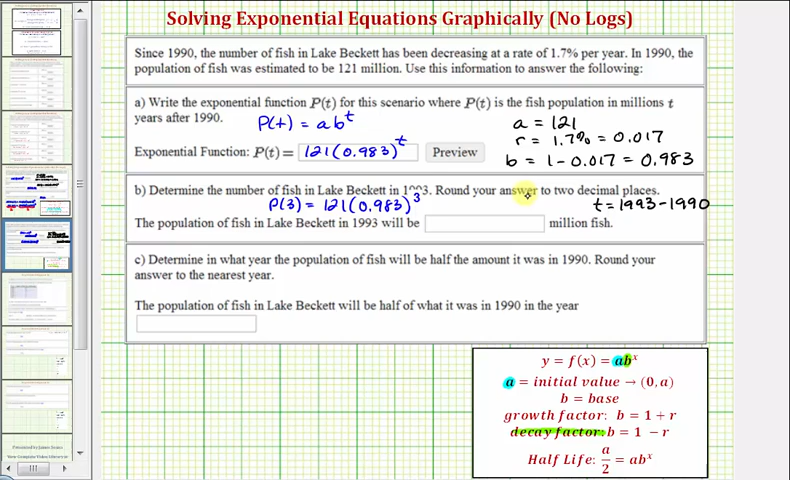 Solving Exponential Equations Graphically (No Logs)
Since 1990, the number of fish in Lake Beckett has been decreasing at a rate of 1.7% per year. In 1990, the
population of fish was estimated to be 121 million. Use this information to answer the following:
a) Write the exponential function P(t) for this scenario where P(t) is the fish population in millions t
years after 1990.
P(t) = ab^t
a = 121
r = 1.7% = 0.017
b = 1 - 0.017 = 0.983
Exponential Function: P(t) = 121(0.983)^t Preview
b) Determine the number of fish in Lake Beckett in 1993. Round your answer to two decimal places.
P(3) = 121(0.983)^3
t = 1993 - 1990
The population of fish in Lake Beckett in 1993 will be million fish.
c) Determine in what year the population of fish will be half the amount it was in 1990. Round your
answer to the nearest year.
The population of fish in Lake Beckett will be half of what it was in 1990 in the year
y = f(x) = ab^x
a = initial value → (0, a)
b = base
growth factor: b = 1 + r
decay factor: b = 1 − r
Half Life: a/2 = ab^x